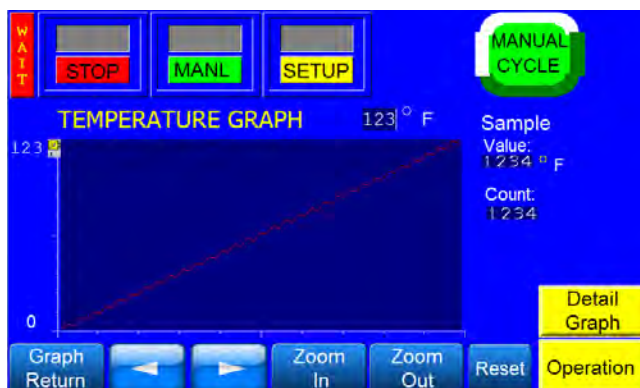 WAIT
STOP
MANL
SETUP
MANUAL
CYCLE
TEMPERATURE GRAPH
123° F
Sample
Value:
1234 ° F
Count:
1234
123
0
Detail
Graph
Graph
Return
Zoom
In
Zoom
Out
Reset
Operation